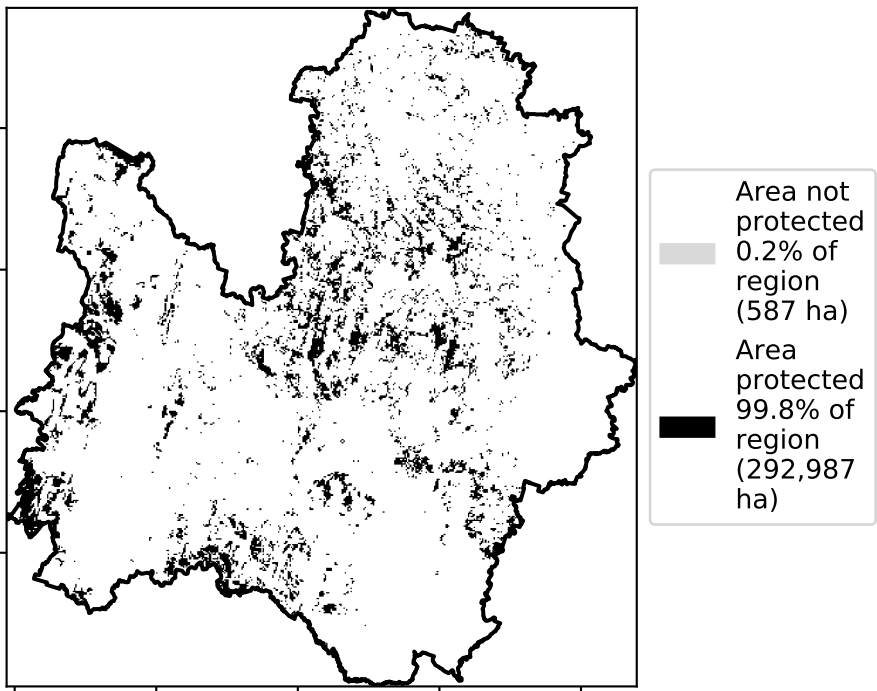 Area not
protected
0.2% of
region
(587 ha)
Area
protected
99.8% of
region
(292,987
ha)